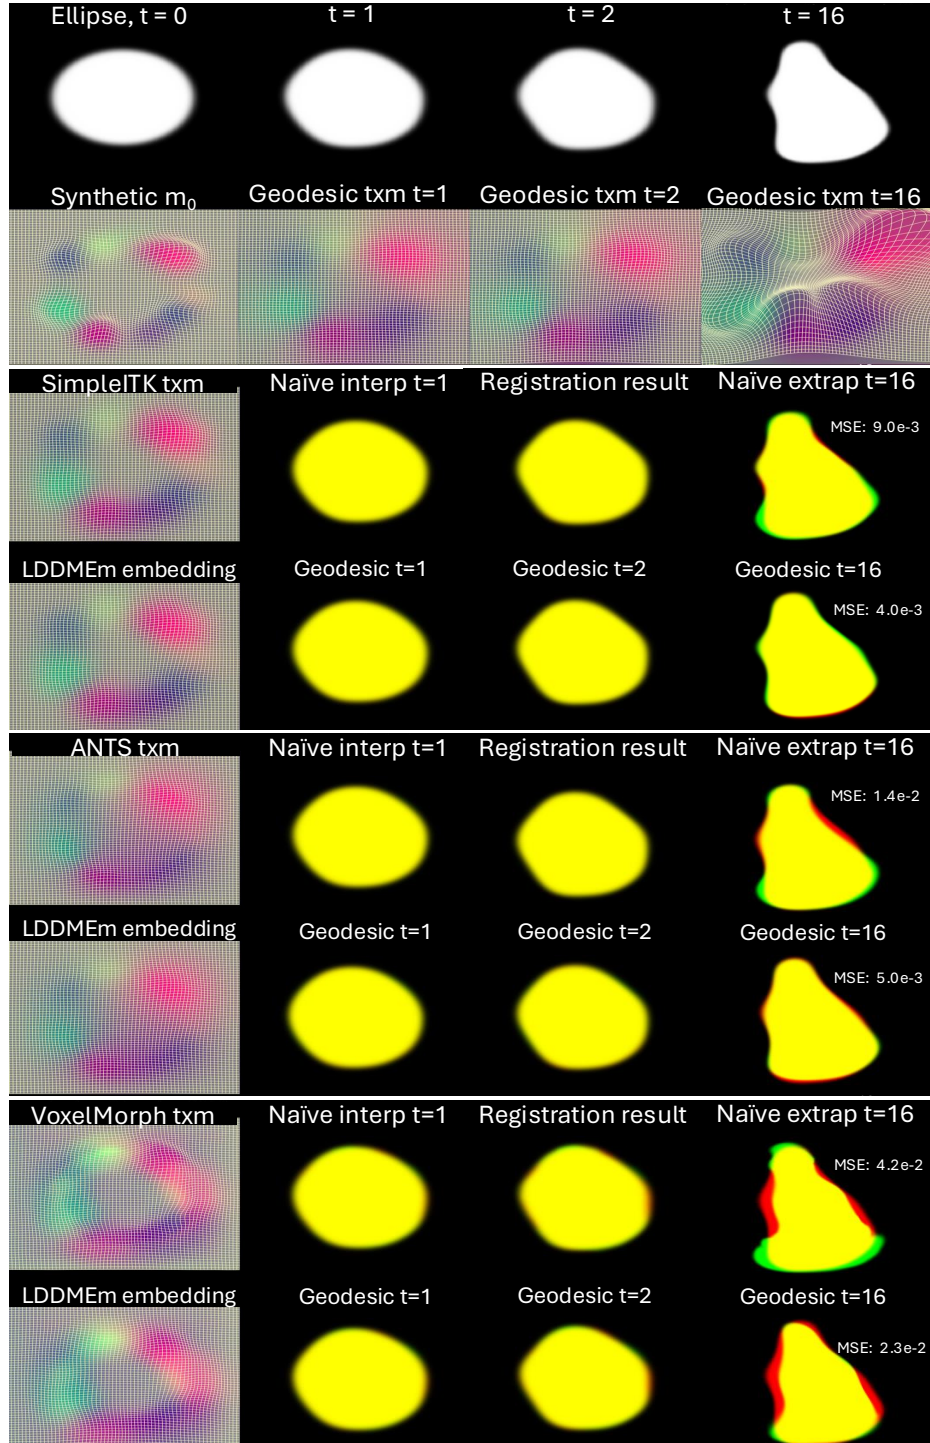 Ellipse, t = 0 t = 1 t = 2 t = 16
Synthetic m₀ Geodesic txm t=1 Geodesic txm t=2 Geodesic txm t=16
SimpleITK txm Naïve interp t=1 Registration result Naïve extrap t=16
MSE: 9.0e-3
LDDMEm embedding Geodesic t=1 Geodesic t=2 Geodesic t=16
MSE: 4.0e-3
ANTS txm Naïve interp t=1 Registration result Naïve extrap t=16
MSE: 1.4e-2
LDDMEm embedding Geodesic t=1 Geodesic t=2 Geodesic t=16
MSE: 5.0e-3
VoxelMorph txm Naïve interp t=1 Registration result Naïve extrap t=16
MSE: 4.2e-2
LDDMEm embedding Geodesic t=1 Geodesic t=2 Geodesic t=16
MSE: 2.3e-2